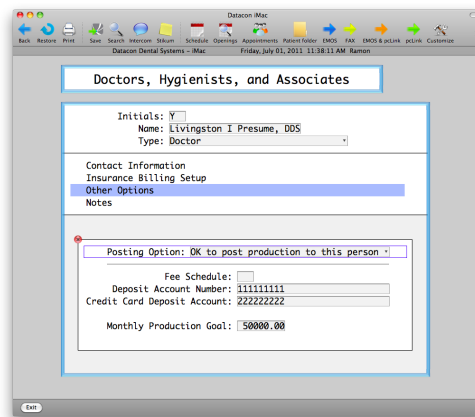 Datacon iMac
Back Restore Print Save Search Intercom Stikum Schedule Openings Appointments Patient Folder EMOS FAX EMOS & pcLink pcLink Customize
Datacon Dental Systems - iMac Friday, July 01, 2011 11:38:11 AM Ramon
Doctors, Hygienists, and Associates
Initials: Y
Name: Livingston I Presume, DDS
Type: Doctor
Contact Information
Insurance Billing Setup
Other Options
Notes
Posting Option: OK to post production to this person
Fee Schedule:
Deposit Account Number: 111111111
Credit Card Deposit Account: 222222222
Monthly Production Goal: 50000.00
Exit